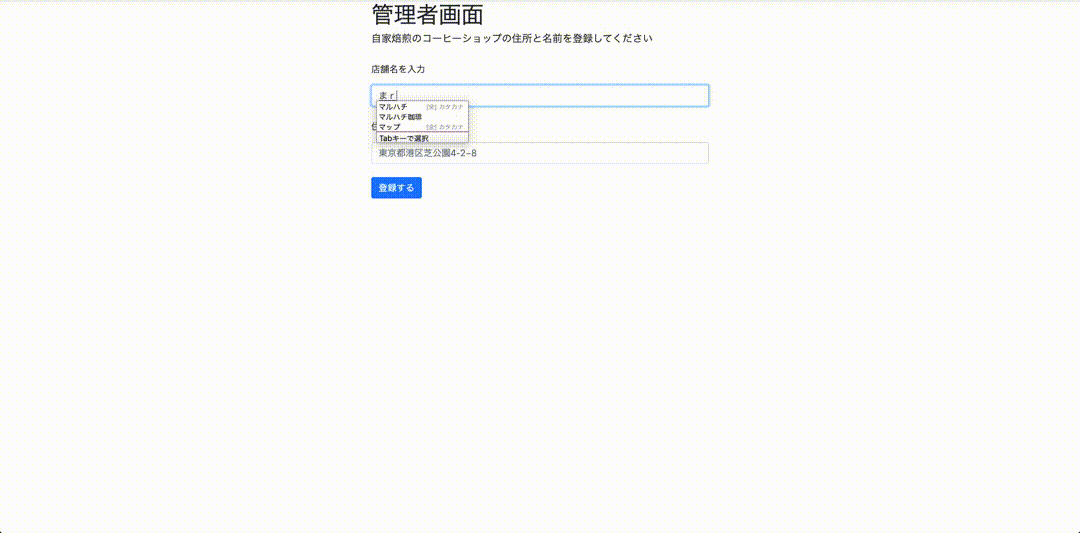 管理者画面
自家焙煎のコーヒーショップの住所と名前を登録してください
店舗名を入力
まr
マルハチ [全] カタカナ
マルハチ珈琲
マップ [全] カタカナ
Tabキーで選択
東京都港区芝公園4-2−8
登録する